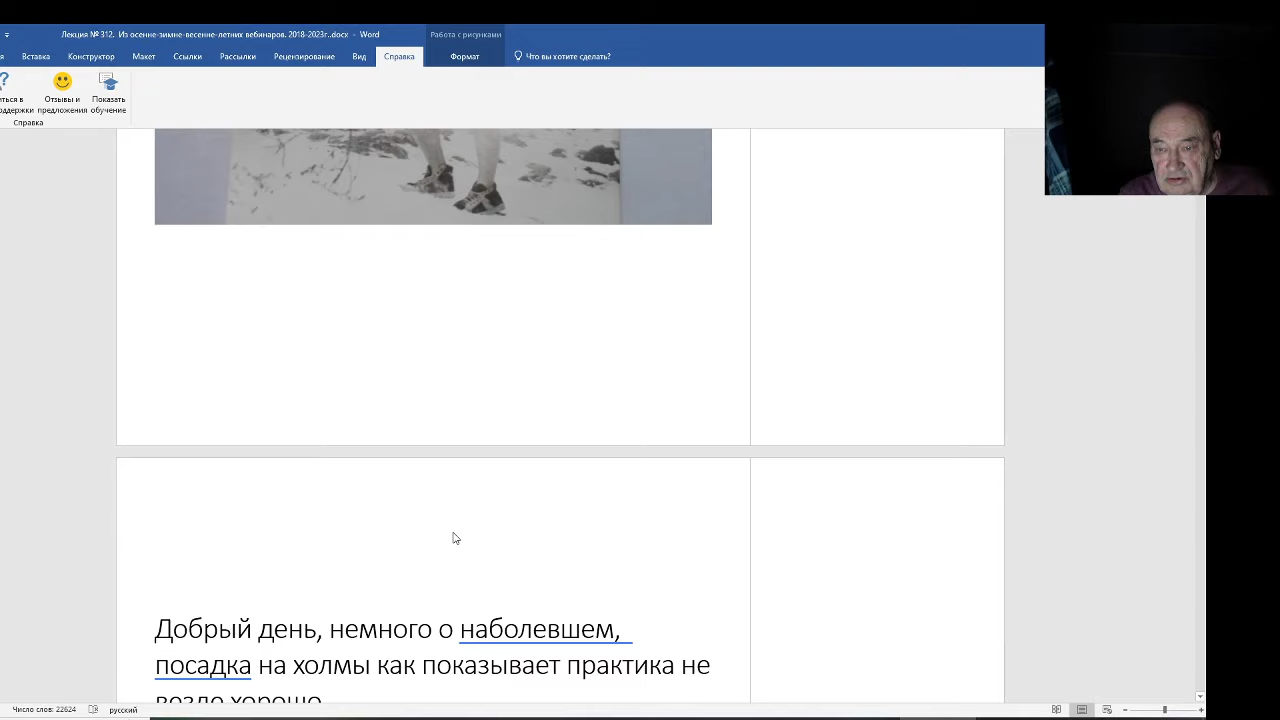 Лекция № 312. Из осенне-зимне-весенне-летних вебинаров. 2018-2023г..docx - Word
Работа с рисунками
Вставка Конструктор Макет Ссылки Рассылки Рецензирование Вид Справка Формат Что вы хотите сделать?
Отзывы и предложения
Показать обучение
Справка
Добрый день, немного о наболевшем,
посадка на холмы как показывает практика не
везде хорошо
Число слов: 22624 русский